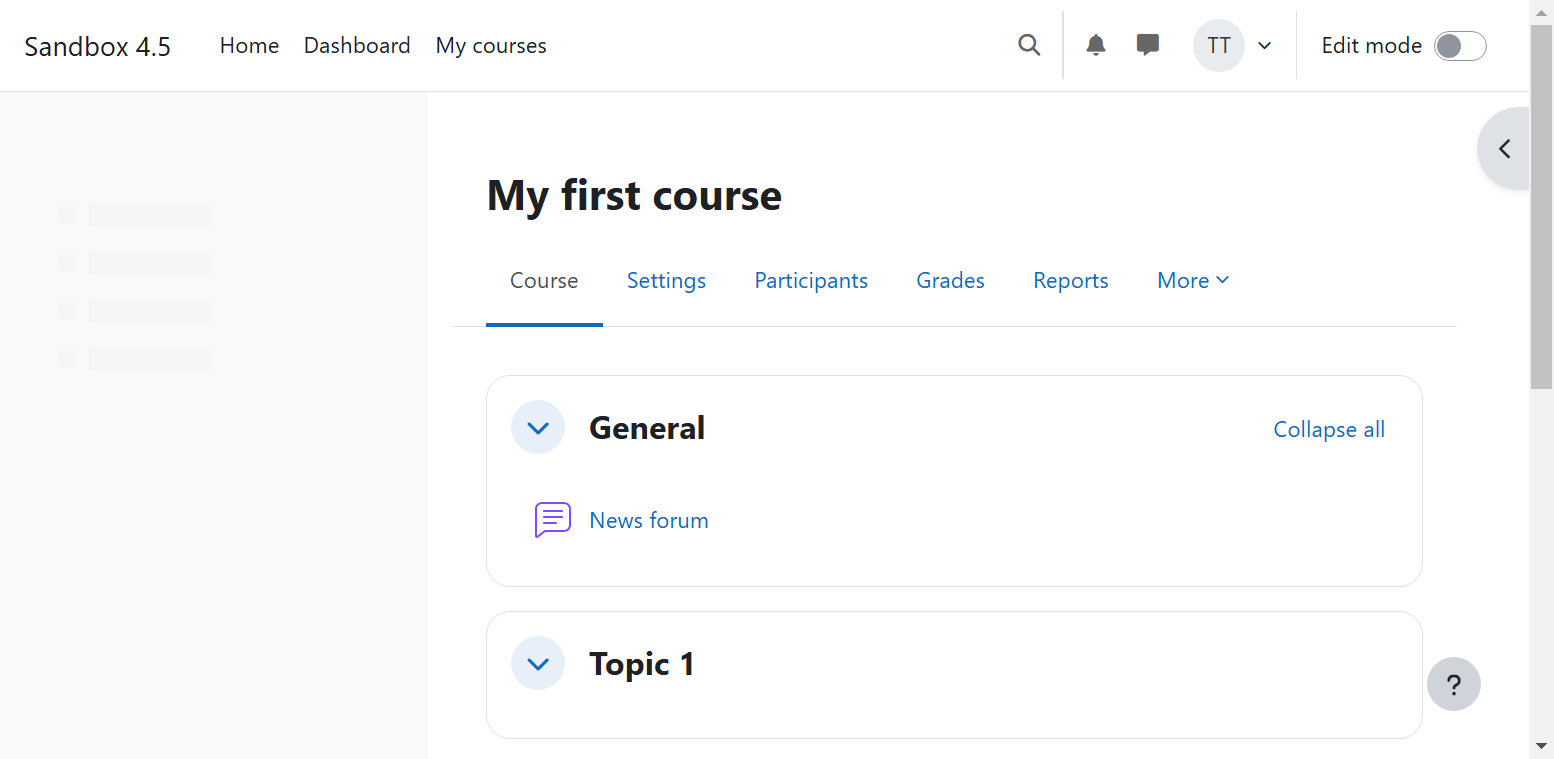 Sandbox 4.5 Home Dashboard My courses TT Edit mode
My first course
Course Settings Participants Grades Reports More
General Collapse all
News forum
Topic 1
?